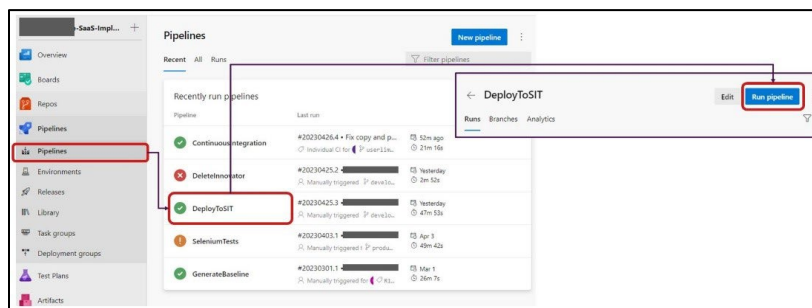 -SaaS-Impl...
Overview
Boards
Repos
Pipelines
Pipelines
Environments
Releases
Library
Task groups
Deployment groups
Test Plans
Artifacts
Pipelines
New pipeline
Recent All Runs
Filter pipelines
Recently run pipelines
Pipeline Last run
ContinuousIntegration
#20230426.4 • Fix copy and p...
Individual CI for
52m ago
21m 16s
DeleteInnovator
#20230425.2 •
Manually triggered develo...
Yesterday
2m 52s
DeployToSIT
#20230425.3 •
Manually triggered develo...
Yesterday
47m 53s
SeleniumTests
#20230403.1 •
Manually triggered f produ...
Apr 3
49m 42s
GenerateBaseline
#20230301.1 •
Manually triggered for
Mar 1
26m 7s
DeployToSIT
Edit Run pipeline
Runs Branches Analytics